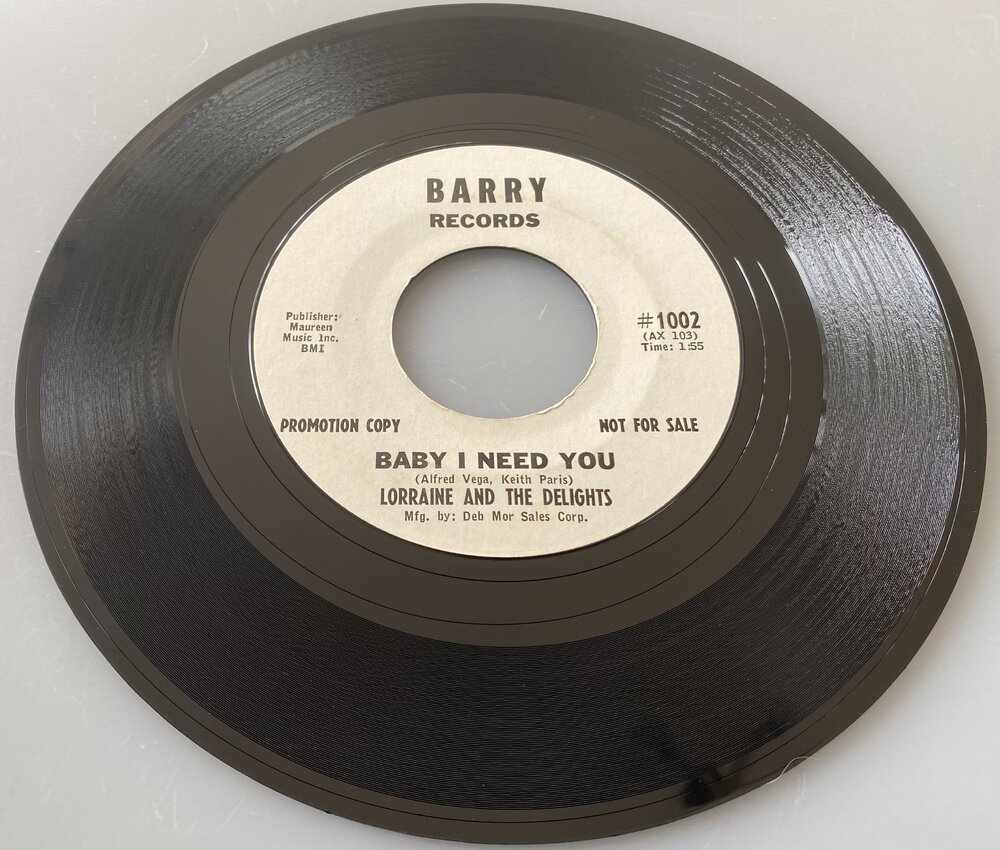 BARRY
RECORDS
Publisher:
Maureen
Music Inc.
BMI
#1002
(AX 103)
Time: 1:55
PROMOTION COPY
NOT FOR SALE
BABY I NEED YOU
(Alfred Vega, Keith Paris)
LORRAINE AND THE DELIGHTS
Mfg. by: Deb Mor Sales Corp.